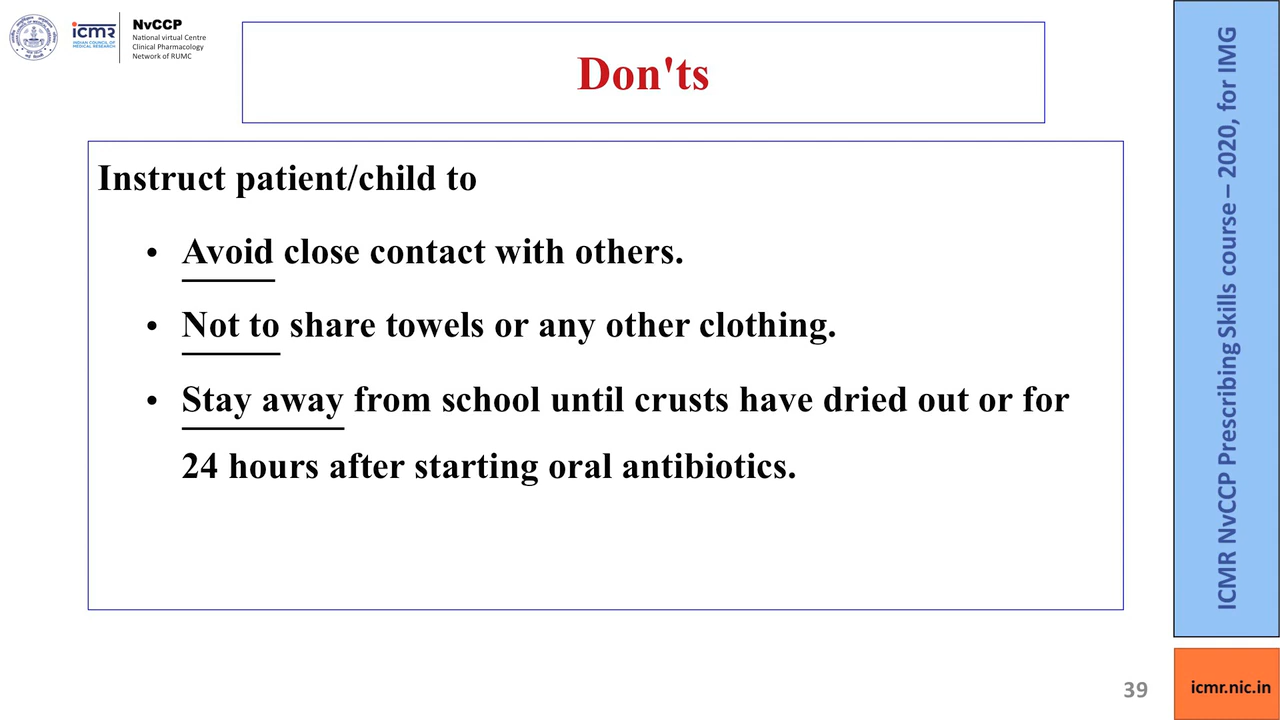 icmr
INDIAN COUNCIL OF
MEDICAL RESEARCH
NvCCP
National virtual Centre
Clinical Pharmacology
Network of RUMC
Don'ts
Instruct patient/child to
• Avoid close contact with others.
• Not to share towels or any other clothing.
• Stay away from school until crusts have dried out or for
24 hours after starting oral antibiotics.
ICMR NvCCP Prescribing Skills course – 2020, for IMG
39
icmr.nic.in